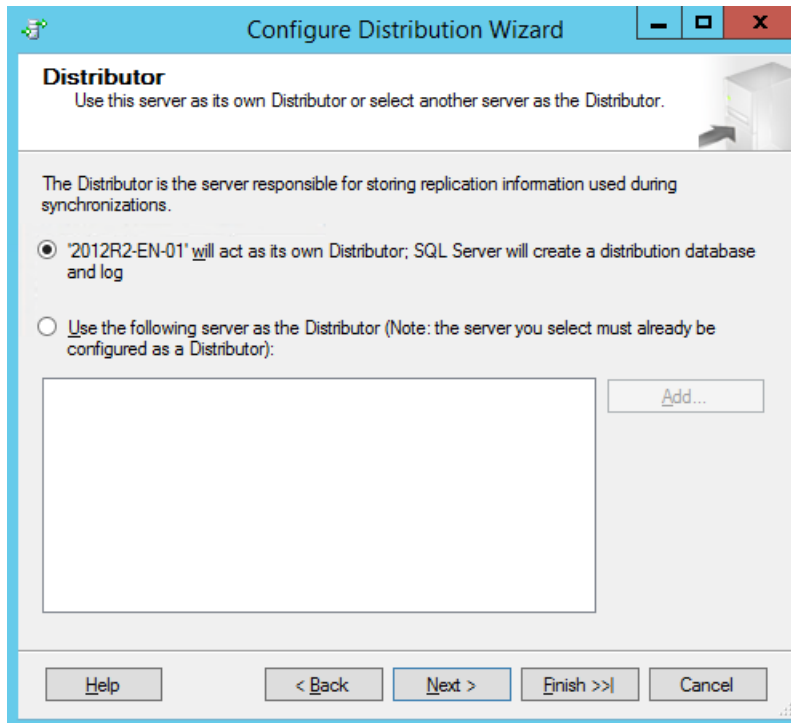 Configure Distribution Wizard
Distributor
Use this server as its own Distributor or select another server as the Distributor.
The Distributor is the server responsible for storing replication information used during
synchronizations.
'2012R2-EN-01' will act as its own Distributor; SQL Server will create a distribution database
and log
Use the following server as the Distributor (Note: the server you select must already be
configured as a Distributor):
Add...
Help
< Back
Next >
Finish >>|
Cancel